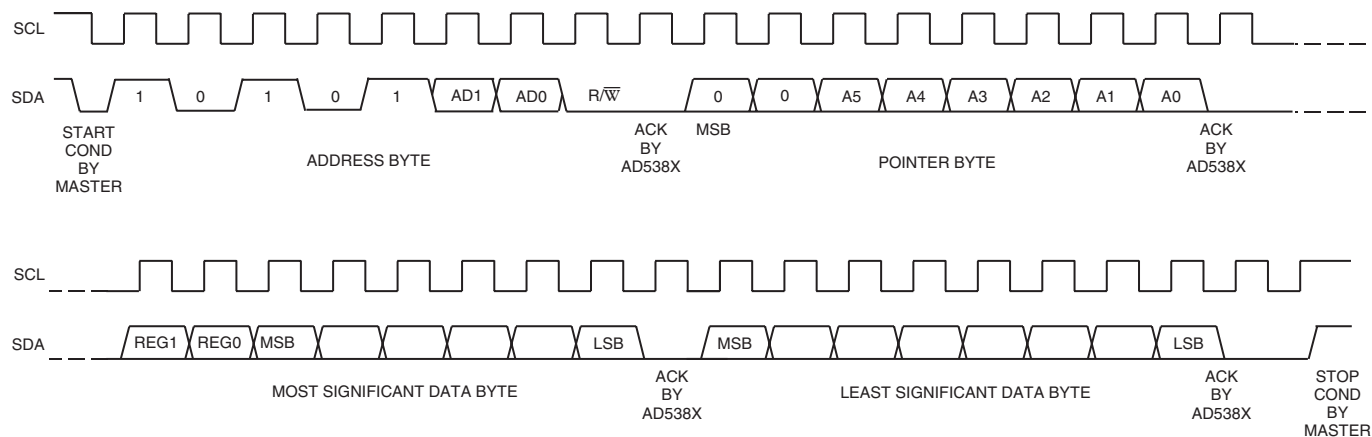 SCL
SDA
1 0 1 0 1 AD1 AD0 R/W̅ 0 0 A5 A4 A3 A2 A1 A0
START
COND
BY
MASTER
ADDRESS BYTE
ACK
BY
AD538X
MSB
POINTER BYTE
ACK
BY
AD538X
SCL
SDA
REG1 REG0 MSB LSB MSB LSB
MOST SIGNIFICANT DATA BYTE
ACK
BY
AD538X
LEAST SIGNIFICANT DATA BYTE
ACK
BY
AD538X
STOP
COND
BY
MASTER